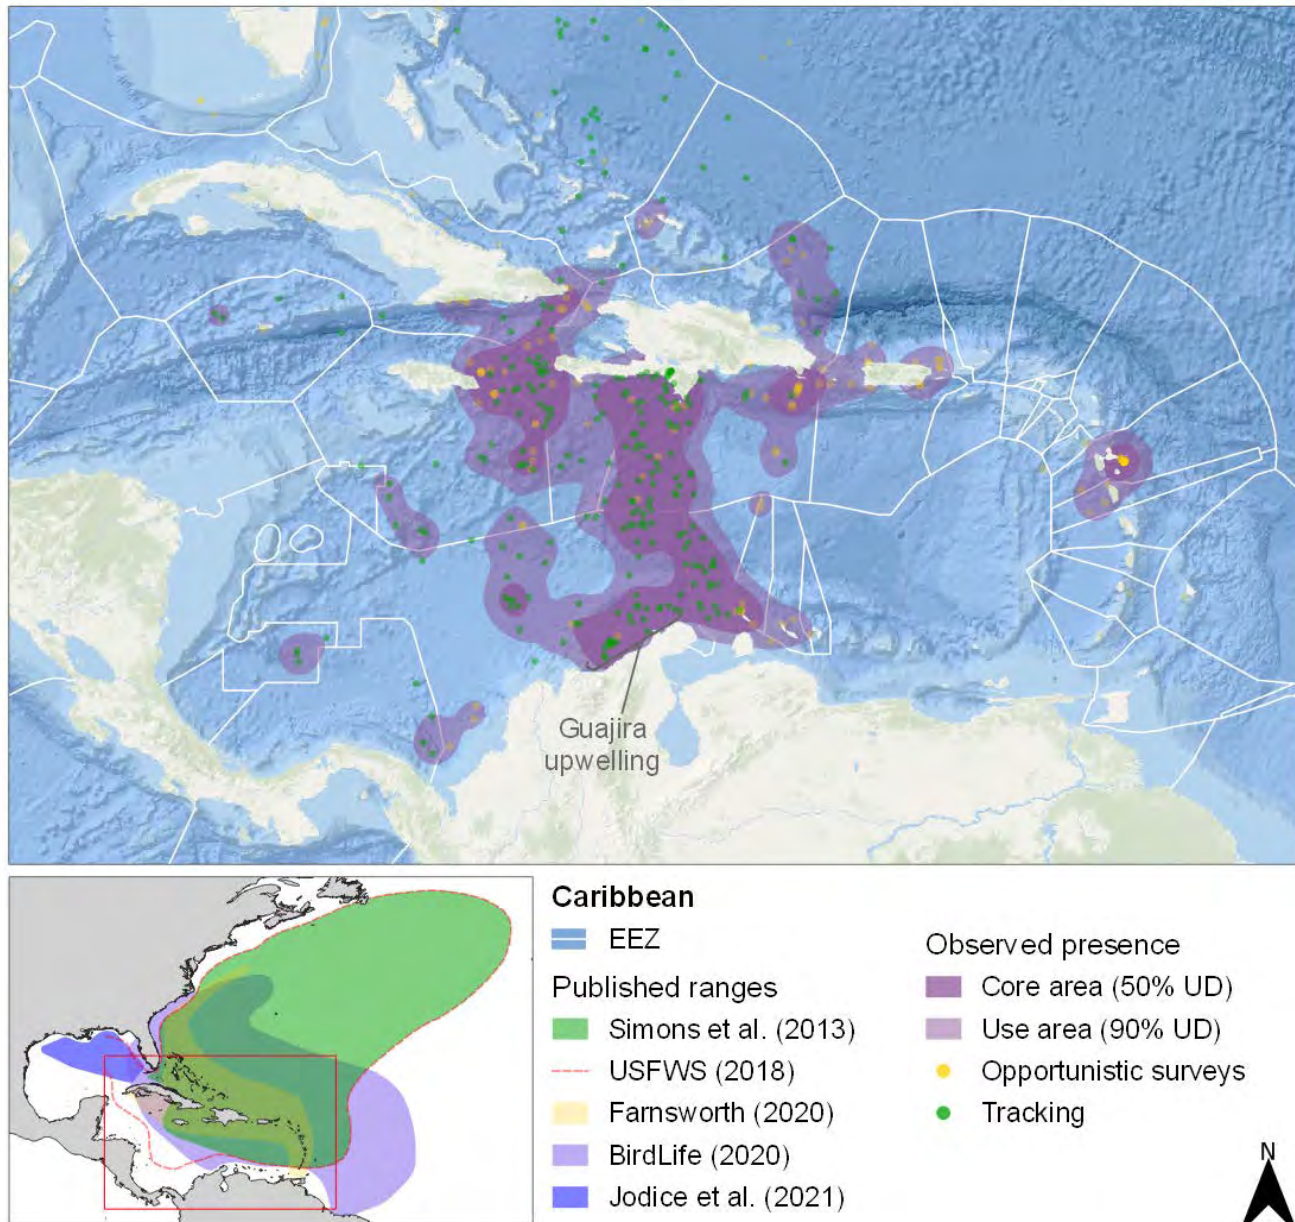 Guajira
upwelling
Caribbean
EEZ
Published ranges
Simons et al. (2013)
USFWS (2018)
Farnsworth (2020)
BirdLife (2020)
Jodice et al. (2021)
Observed presence
Core area (50% UD)
Use area (90% UD)
Opportunistic surveys
Tracking
N